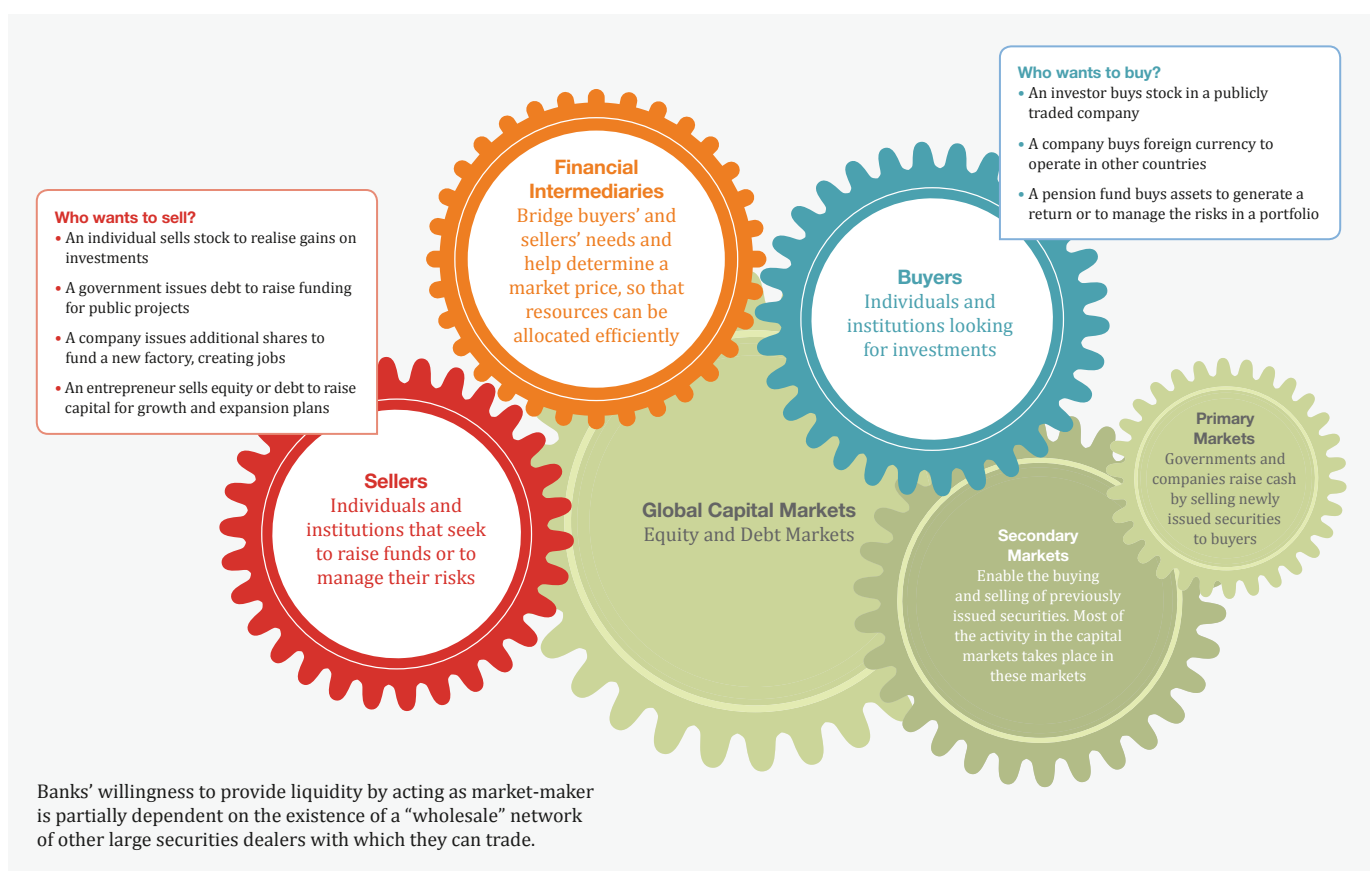 Who wants to buy?
• An investor buys stock in a publicly
traded company
• A company buys foreign currency to
operate in other countries
• A pension fund buys assets to generate a
return or to manage the risks in a portfolio
Financial
Intermediaries
Bridge buyers’ and
sellers’ needs and
help determine a
market price, so that
resources can be
allocated efficiently
Who wants to sell?
• An individual sells stock to realise gains on
investments
• A government issues debt to raise funding
for public projects
• A company issues additional shares to
fund a new factory, creating jobs
• An entrepreneur sells equity or debt to raise
capital for growth and expansion plans
Buyers
Individuals and
institutions looking
for investments
Primary
Markets
Governments and
companies raise cash
by selling newly
issued securities
to buyers
Sellers
Individuals and
institutions that seek
to raise funds or to
manage their risks
Global Capital Markets
Equity and Debt Markets
Secondary
Markets
Enable the buying
and selling of previously
issued securities. Most of
the activity in the capital
markets takes place in
these markets
Banks’ willingness to provide liquidity by acting as market-maker
is partially dependent on the existence of a “wholesale” network
of other large securities dealers with which they can trade.